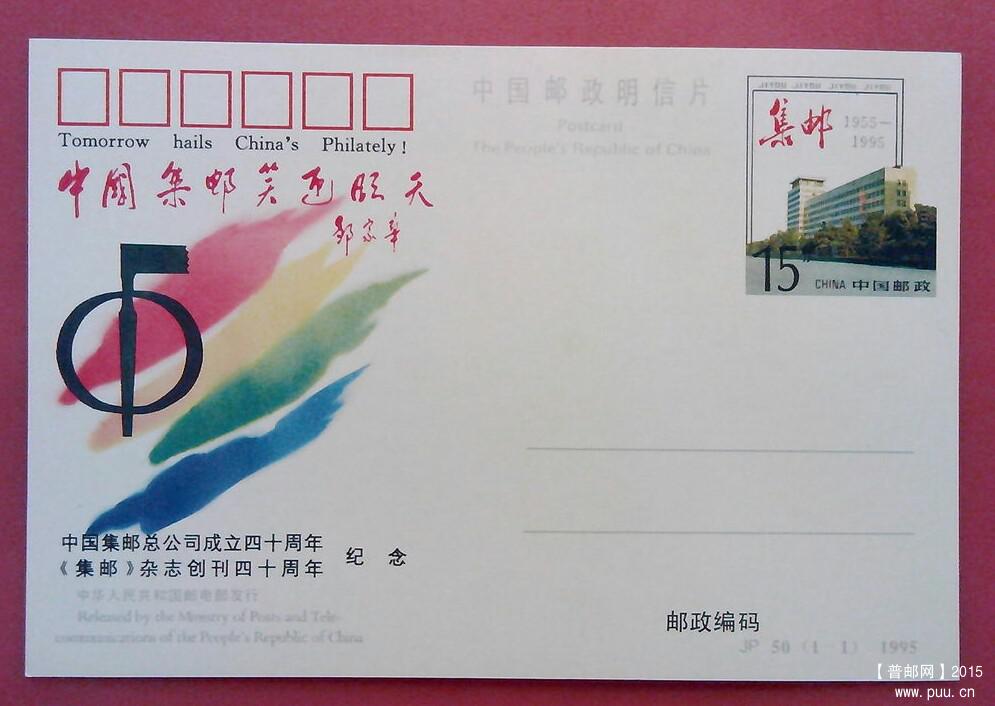 Tomorrow hails China's Philately!
中國集邮笑迎明天
邹家华
中国集邮总公司成立四十周年
《集邮》杂志创刊四十周年
纪念
中华人民共和国邮电部发行
Released by the Ministry of Posts and Tele-
communications of the People's Republic of China
中国邮政明信片
Postcard
The People's Republic of China
JIYOU JIYOU JIYOU JIYOU
集邮
1955—
1995
15
CHINA 中国邮政
邮政编码
JP 50 (1-1) 1995
【普邮网】2015
www.puu.cn